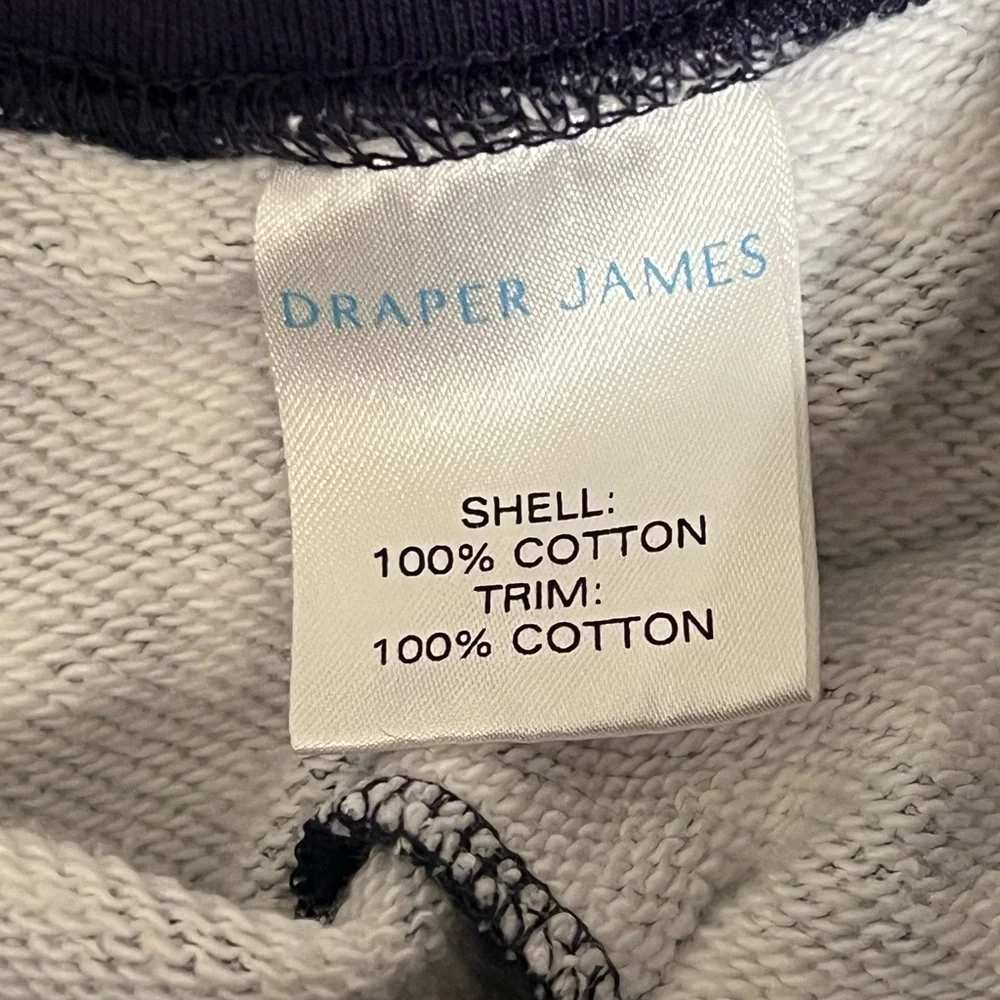 DRAPER JAMES
SHELL:
100% COTTON
TRIM:
100% COTTON